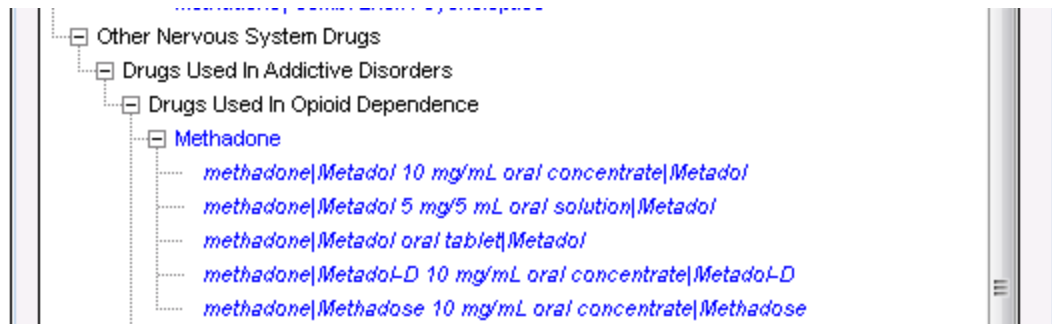 Other Nervous System Drugs
Drugs Used In Addictive Disorders
Drugs Used In Opioid Dependence
Methadone
methadone|Metadol 10 mg/mL oral concentrate|Metadol
methadone|Metadol 5 mg/5 mL oral solution|Metadol
methadone|Metadol oral tablet|Metadol
methadone|Metadol-D 10 mg/mL oral concentrate|Metadol-D
methadone|Methadose 10 mg/mL oral concentrate|Methadose